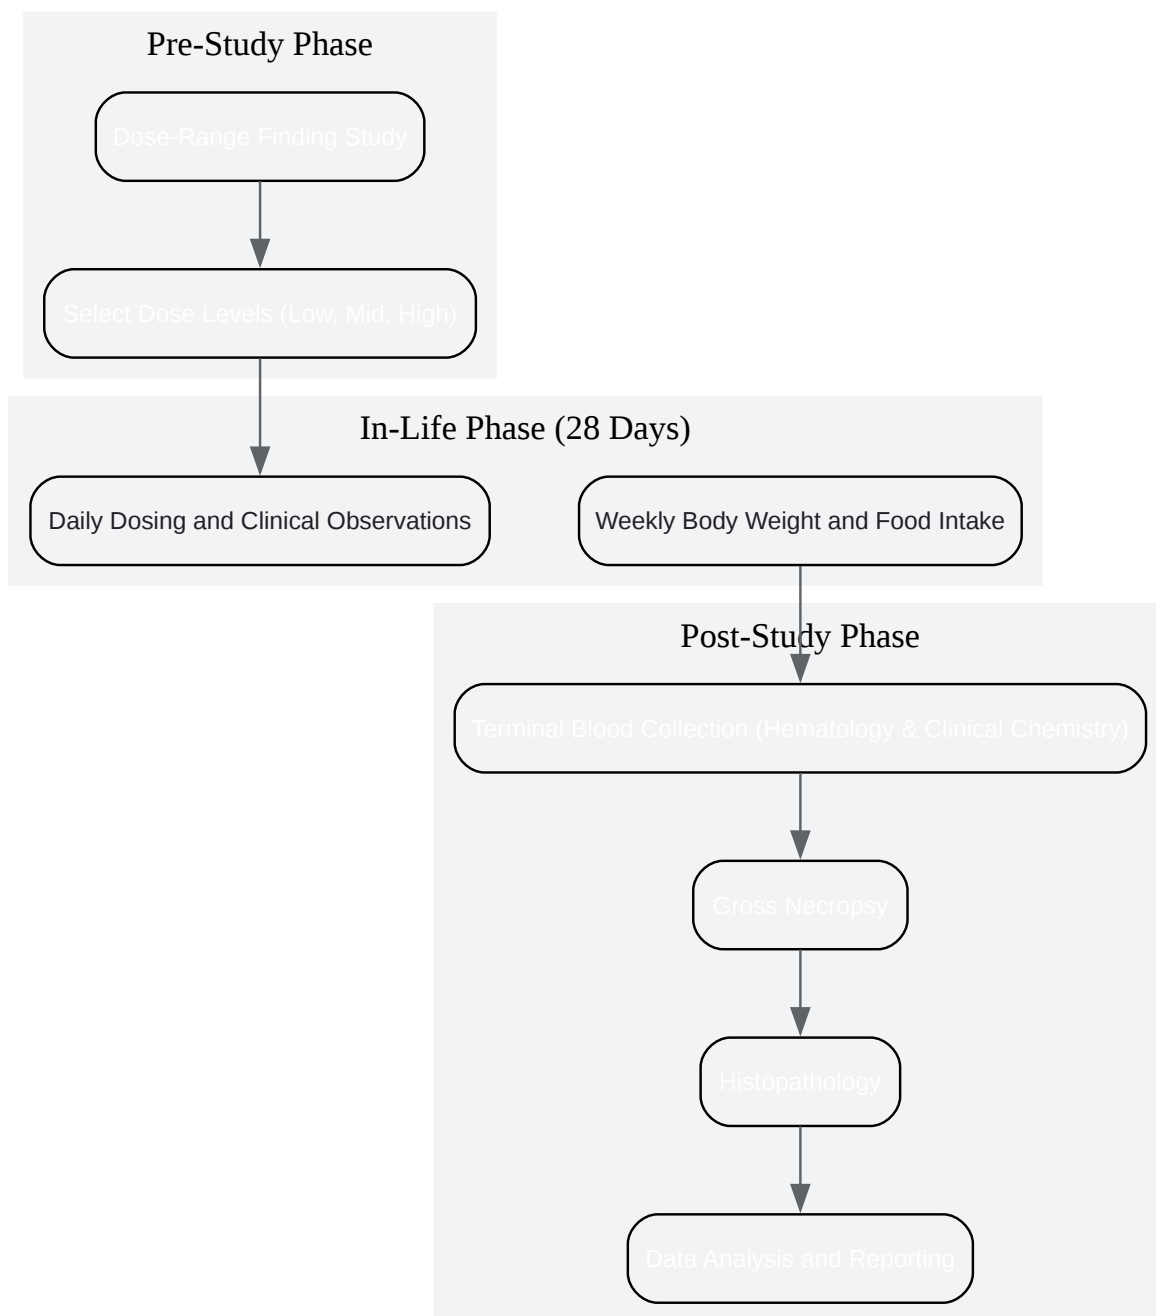 Pre-Study Phase
Dose-Range Finding Study
Select Dose Levels (Low, Mid, High)
In-Life Phase (28 Days)
Daily Dosing and Clinical Observations
Weekly Body Weight and Food Intake
Post-Study Phase
Terminal Blood Collection (Hematology & Clinical Chemistry)
Gross Necropsy
Histopathology
Data Analysis and Reporting